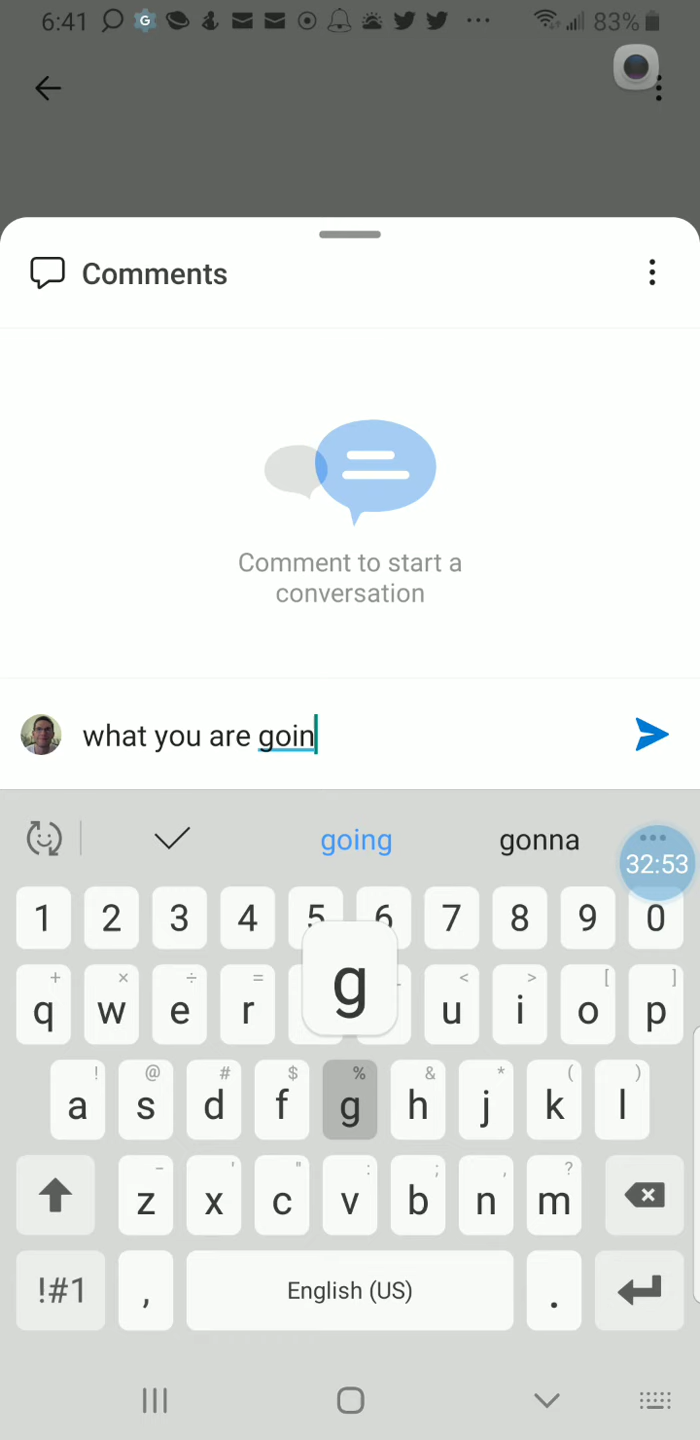 6:41 G 83%
Comments
Comment to start a
conversation
what you are goin
going gonna
32:53
1 2 3 4 5 6 7 8 9 0
+ × ÷ = - < > [ ]
q w e r g u i o p
! @ # $ % & * ( )
a s d f g h j k l
- ' " : ; , ?
z x c v b n m
!#1 , English (US) .